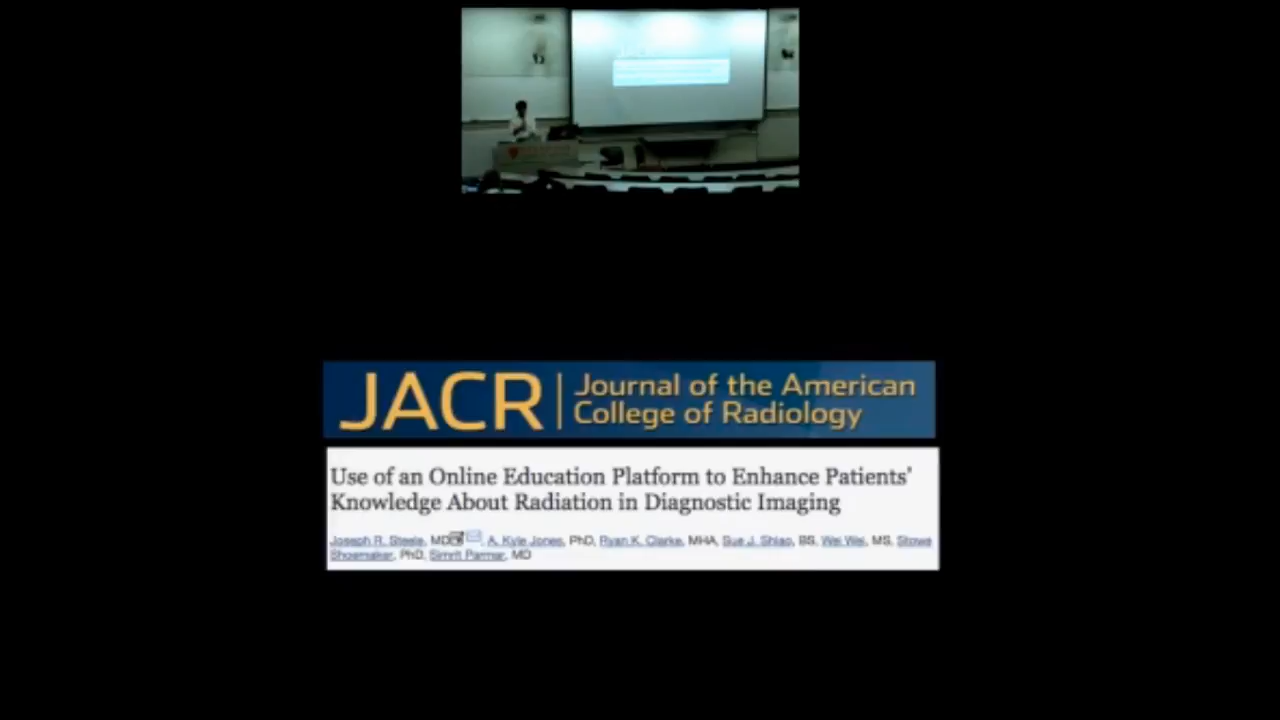 JACR
Journal of the American
College of Radiology
Use of an Online Education Platform to Enhance Patients'
Knowledge About Radiation in Diagnostic Imaging
Joseph R. Steele, MD, A. Kyle Jones, PhD, Ryan K. Clarke, MHA, Sue J. Shiao, BS, Wei Wei, MS, Stowe
Shoemaker, PhD, Simrit Parmar, MD